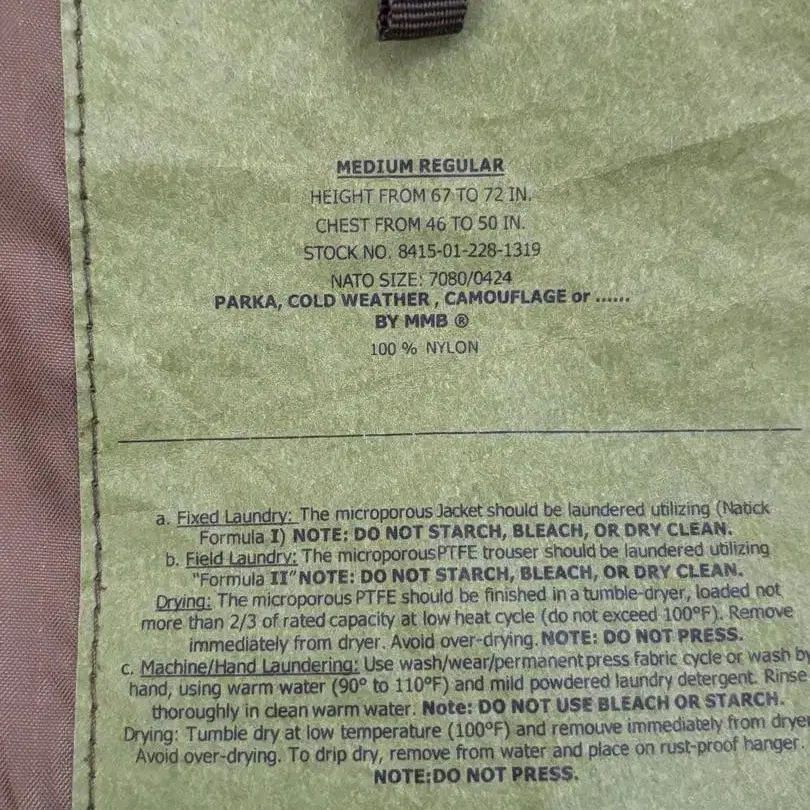 MEDIUM REGULAR
HEIGHT FROM 67 TO 72 IN.
CHEST FROM 46 TO 50 IN.
STOCK NO. 8415-01-228-1319
NATO SIZE: 7080/0424
PARKA, COLD WEATHER , CAMOUFLAGE or ......
BY MMB ®
100 % NYLON
a. Fixed Laundry: The microporous Jacket should be laundered utilizing (Natick
Formula I) NOTE: DO NOT STARCH, BLEACH, OR DRY CLEAN.
b. Field Laundry: The microporous PTFE trouser should be laundered utilizing
"Formula II" NOTE: DO NOT STARCH, BLEACH, OR DRY CLEAN.
Drying: The microporous PTFE should be finished in a tumble-dryer, loaded not
more than 2/3 of rated capacity at low heat cycle (do not exceed 100°F). Remove
immediately from dryer. Avoid over-drying. NOTE: DO NOT PRESS.
c. Machine/Hand Laundering: Use wash/wear/permanent press fabric cycle or wash by
hand, using warm water (90° to 110°F) and mild powdered laundry detergent. Rinse
thoroughly in clean warm water. Note: DO NOT USE BLEACH OR STARCH.
Drying: Tumble dry at low temperature (100°F) and remouve immediately from dryer
Avoid over-drying. To drip dry, remove from water and place on rust-proof hanger.
NOTE:DO NOT PRESS.